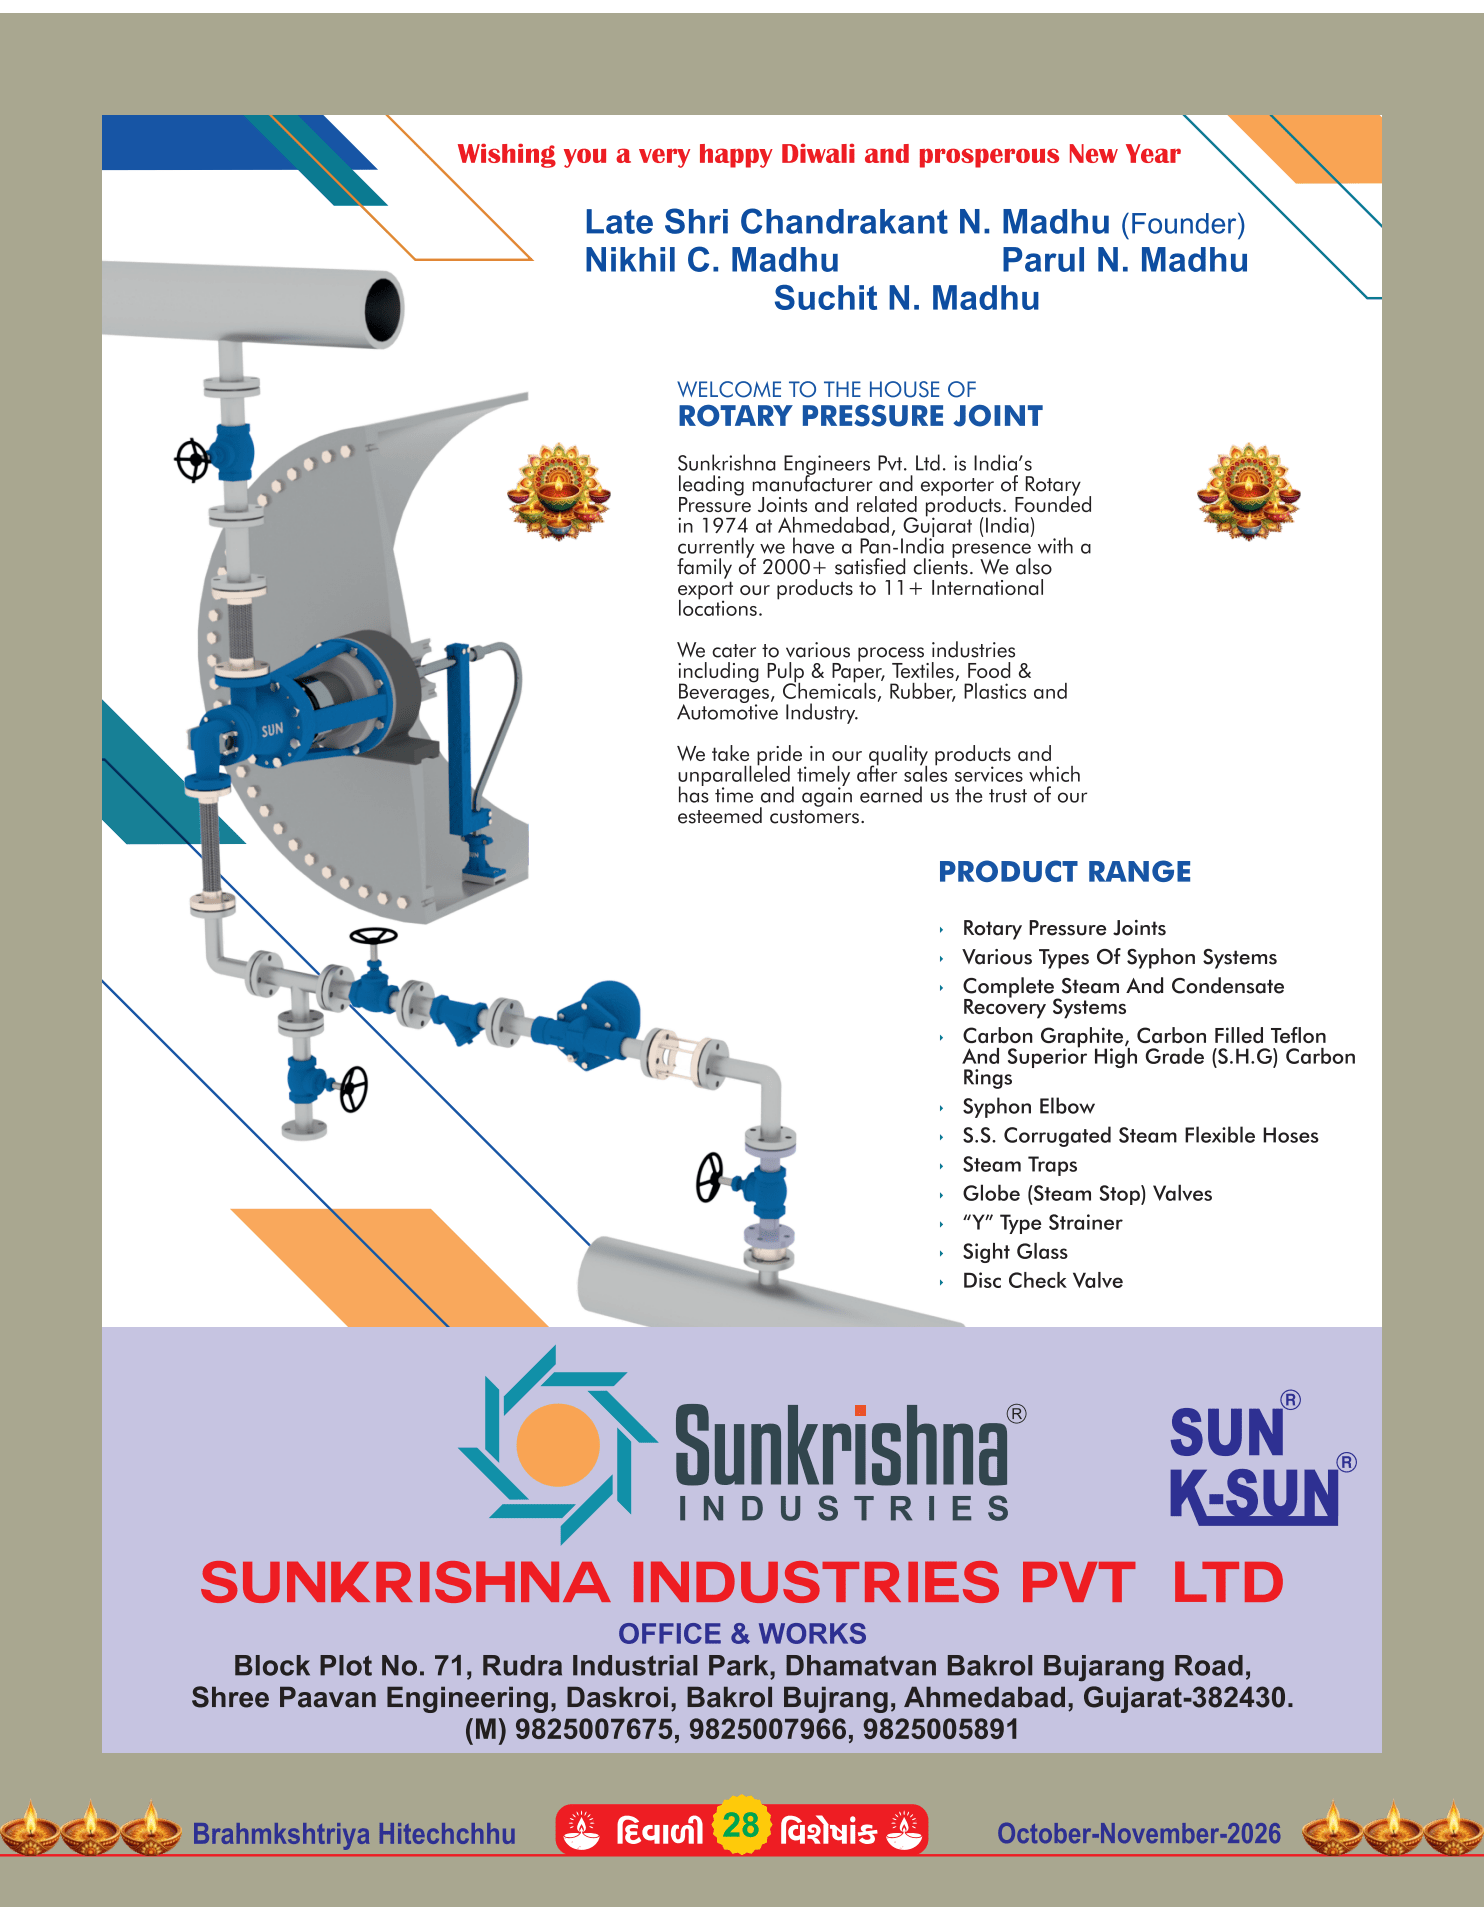 Wishing you a very happy Diwali and prosperous New Year
Late Shri Chandrakant N. Madhu (Founder)
Nikhil C. Madhu Parul N. Madhu
Suchit N. Madhu
WELCOME TO THE HOUSE OF
ROTARY PRESSURE JOINT
Sunkrishna Engineers Pvt. Ltd. is India’s
leading manufacturer and exporter of Rotary
Pressure Joints and related products. Founded
in 1974 at Ahmedabad, Gujarat (India)
currently we have a Pan-India presence with a
family of 2000+ satisfied clients. We also
export our products to 11+ International
locations.
We cater to various process industries
including Pulp & Paper, Textiles, Food &
Beverages, Chemicals, Rubber, Plastics and
Automotive Industry.
We take pride in our quality products and
unparalleled timely after sales services which
has time and again earned us the trust of our
esteemed customers.
SUN
SUN
PRODUCT RANGE
Rotary Pressure Joints
Various Types Of Syphon Systems
Complete Steam And Condensate
Recovery Systems
Carbon Graphite, Carbon Filled Teflon
And Superior High Grade (S.H.G) Carbon
Rings
Syphon Elbow
S.S. Corrugated Steam Flexible Hoses
Steam Traps
Globe (Steam Stop) Valves
“Y” Type Strainer
Sight Glass
Disc Check Valve
Sunkrishna®
INDUSTRIES
SUN®
K-SUN®
SUNKRISHNA INDUSTRIES PVT LTD
OFFICE & WORKS
Block Plot No. 71, Rudra Industrial Park, Dhamatvan Bakrol Bujarang Road,
Shree Paavan Engineering, Daskroi, Bakrol Bujrang, Ahmedabad, Gujarat-382430.
(M) 9825007675, 9825007966, 9825005891
Brahmkshtriya Hitechchhu દિવાળી 28 વિશેષાંક October-November-2026